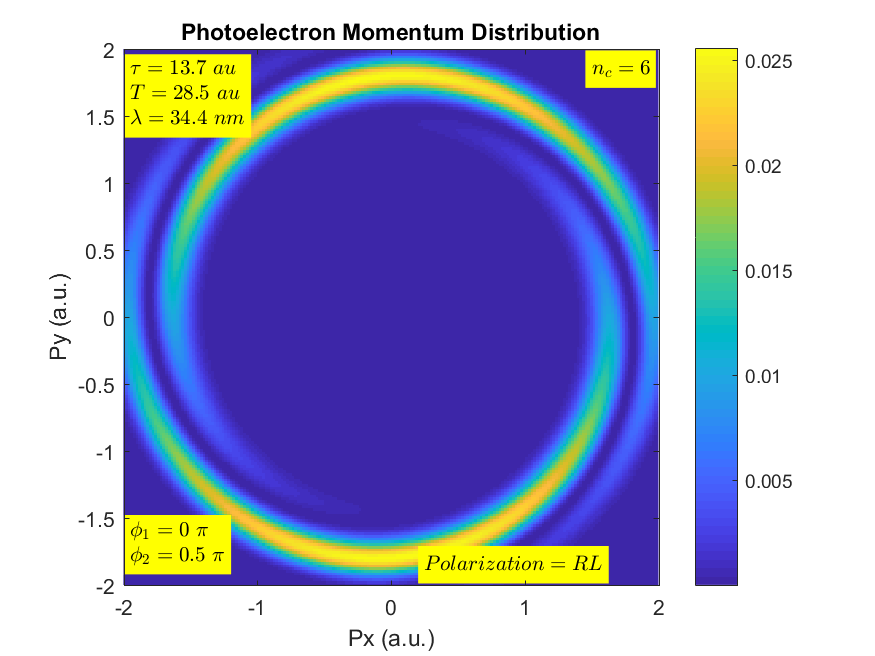 Photoelectron Momentum Distribution
τ = 13.7 au
T = 28.5 au
λ = 34.4 nm
n_c = 6
ϕ_1 = 0 π
ϕ_2 = 0.5 π
Polarization = RL
2
1.5
1
0.5
0
-0.5
-1
-1.5
-2
Py (a.u.)
-2
-1
0
1
2
Px (a.u.)
0.025
0.02
0.015
0.01
0.005